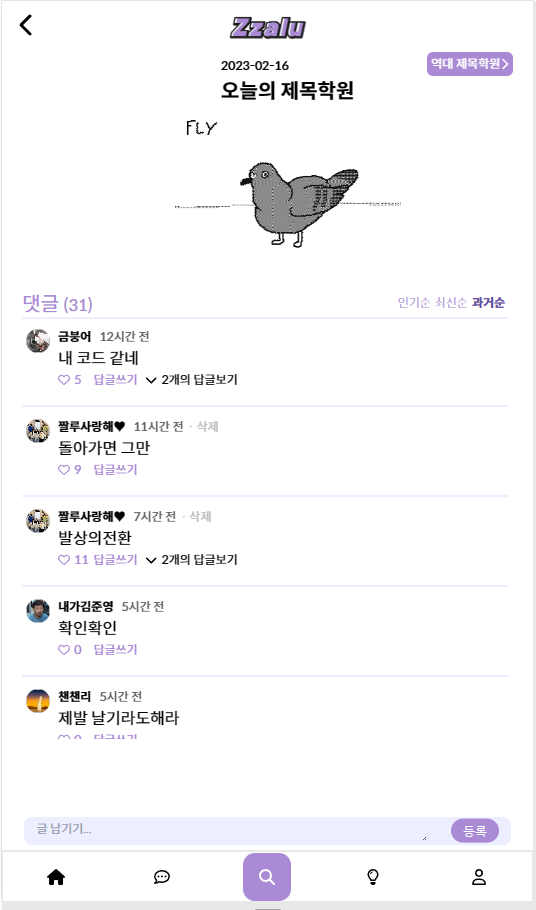 Zzalu
2023-02-16
역대 제목학원
오늘의 제목학원
FLY
댓글 (31)
인기순 최신순 과거순
금붕어 12시간 전
내 코드 같네
5 답글쓰기 2개의 답글보기
짤루사랑해♥ 11시간 전 · 삭제
돌아가면 그만
9 답글쓰기
짤루사랑해♥ 7시간 전 · 삭제
발상의전환
11 답글쓰기 2개의 답글보기
내가김준영 5시간 전
확인확인
0 답글쓰기
챈챈리 5시간 전
제발 날기라도해라
0 답글쓰기
글 남기기...
등록